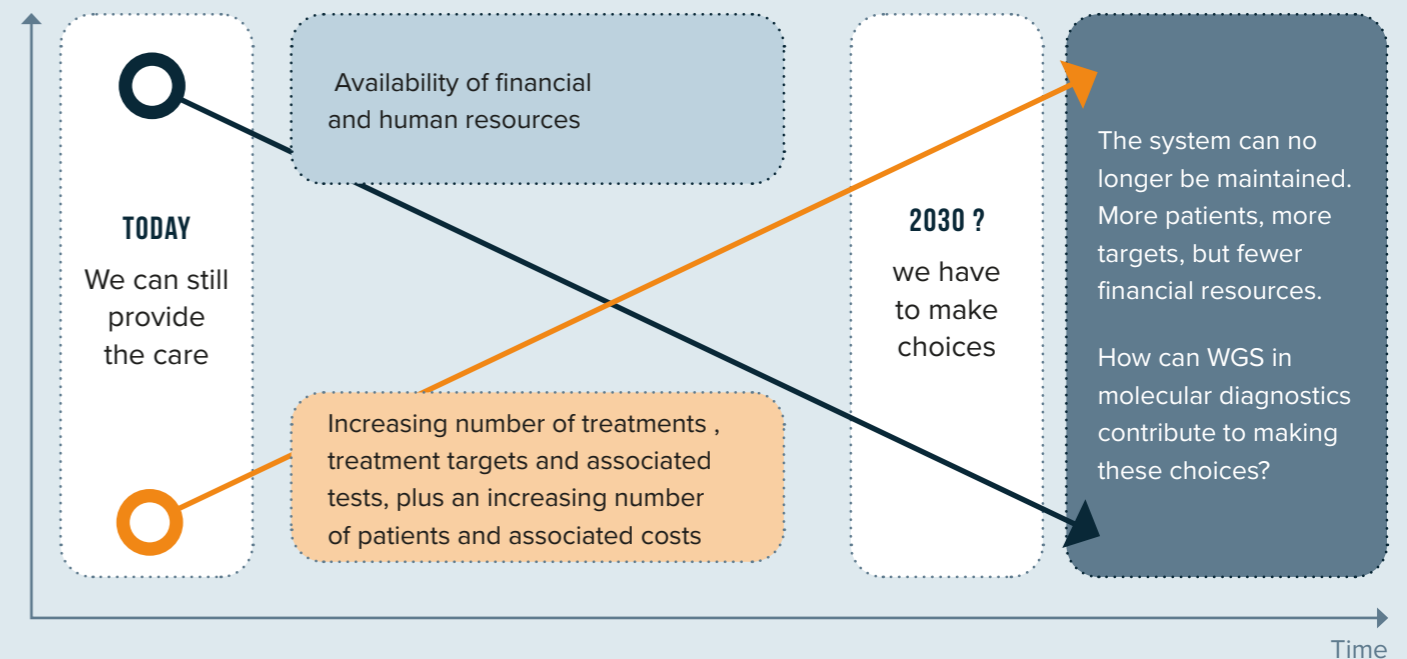 Availability of financial
and human resources
TODAY
We can still
provide
the care
Increasing number of treatments ,
treatment targets and associated
tests, plus an increasing number
of patients and associated costs
2030 ?
we have
to make
choices
The system can no
longer be maintained.
More patients, more
targets, but fewer
financial resources.
How can WGS in
molecular diagnostics
contribute to making
these choices?
Time